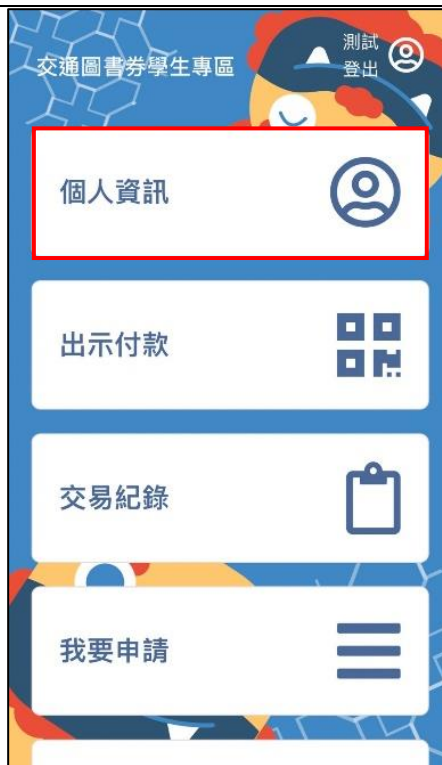 交通圖書券學生專區
測試
登出
個人資訊
出示付款
交易紀錄
我要申請